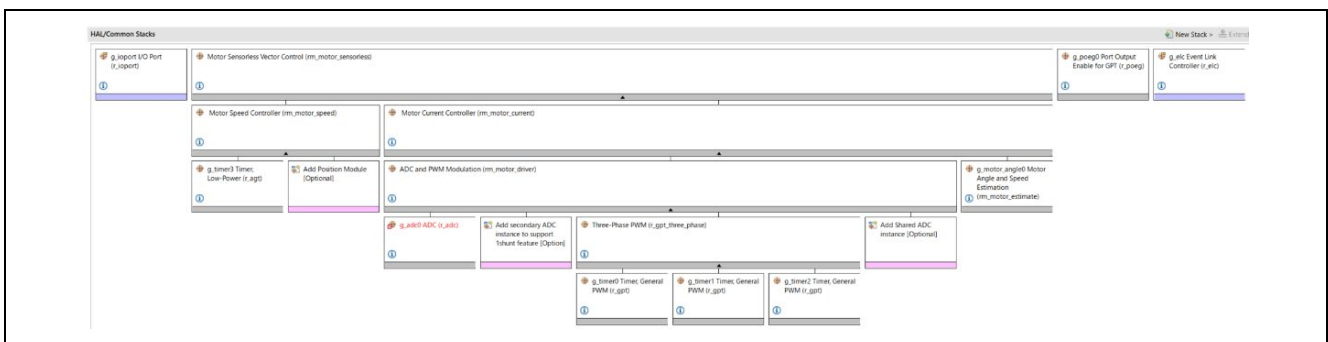 HAL/Common Stacks
New Stack >
Extend
g_ioport I/O Port
(r_ioport)
Motor Sensorless Vector Control (rm_motor_sensorless)
g_poeg0 Port Output
Enable for GPT (r_poeg)
g_elc Event Link
Controller (r_elc)
Motor Speed Controller (rm_motor_speed)
Motor Current Controller (rm_motor_current)
g_timer3 Timer,
Low-Power (r_agt)
Add Position Module
[Optional]
ADC and PWM Modulation (rm_motor_driver)
g_motor_angle0 Motor
Angle and Speed
Estimation
(rm_motor_estimate)
g_adc0 ADC (r_adc)
Add secondary ADC
instance to support
1shunt feature [Option]
Three-Phase PWM (r_gpt_three_phase)
Add Shared ADC
instance [Optional]
g_timer0 Timer, General
PWM (r_gpt)
g_timer1 Timer, General
PWM (r_gpt)
g_timer2 Timer, General
PWM (r_gpt)